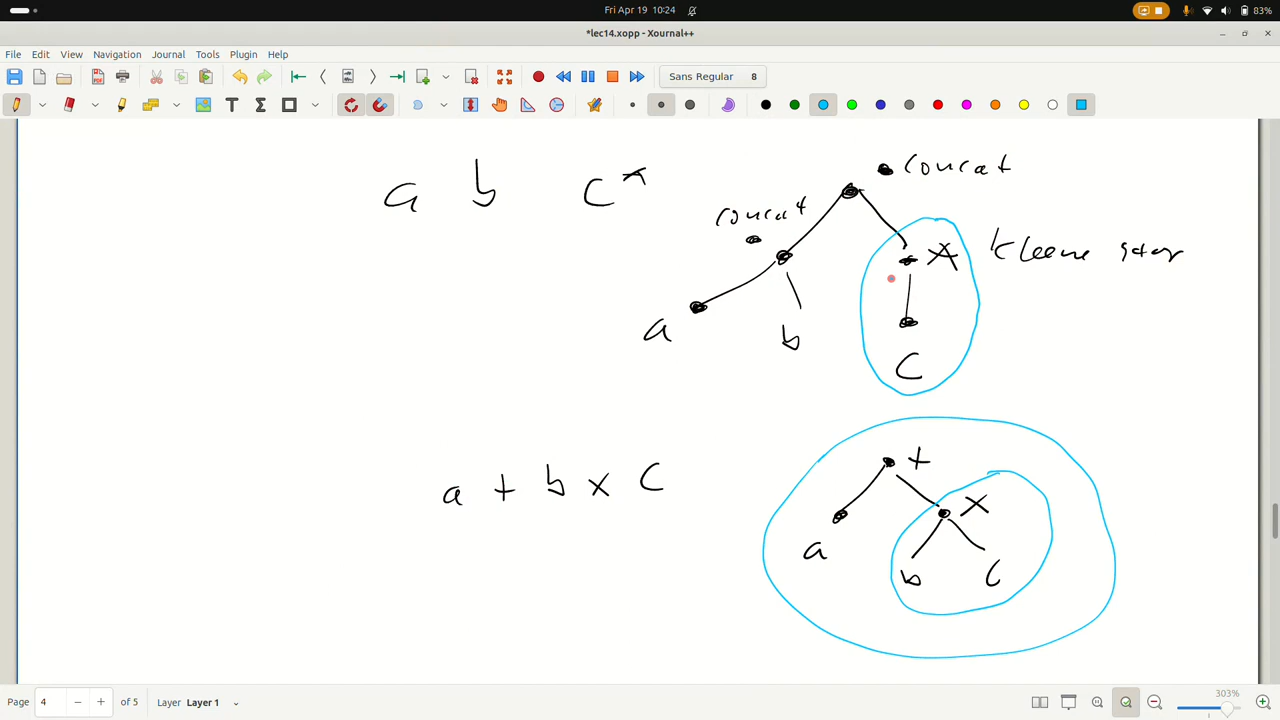 Fri Apr 19 10:24
83%
*lec14.xopp - Xournal++
File Edit View Navigation Journal Tools Plugin Help
Sans Regular 8
concat
a b c*
concat
* kleene star
a
b
c
+
a + b × c
×
a
b c
Page 4 of 5 Layer Layer 1
303%